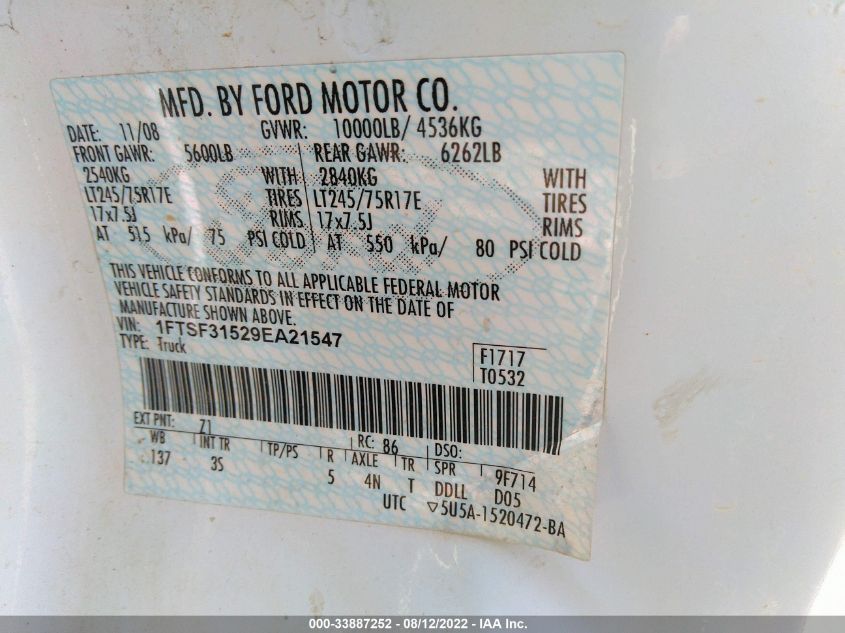 MFD. BY FORD MOTOR CO.
DATE: 11/08 GVWR: 10000LB/ 4536KG
FRONT GAWR: 5600LB REAR GAWR: 6262LB
2540KG WITH 2840KG WITH
LT245/75R17E TIRES LT245/75R17E TIRES
17x7.5J RIMS 17x7.5J RIMS
AT 515 kPa/ 75 PSI COLD AT 550 kPa/ 80 PSI COLD
THIS VEHICLE CONFORMS TO ALL APPLICABLE FEDERAL MOTOR
VEHICLE SAFETY STANDARDS IN EFFECT ON THE DATE OF
MANUFACTURE SHOWN ABOVE.
VIN: 1FTSF31529EA21547
TYPE: Truck
F1717
T0532
EXT PNT: Z1 RC: 86 DSO:
WB INT TR TP/PS R AXLE TR SPR 9F714
137 3S 5 4N T DDLL D05
UTC ▽5U5A-1520472-BA
000-33887252 - 08/12/2022 - IAAI.COM